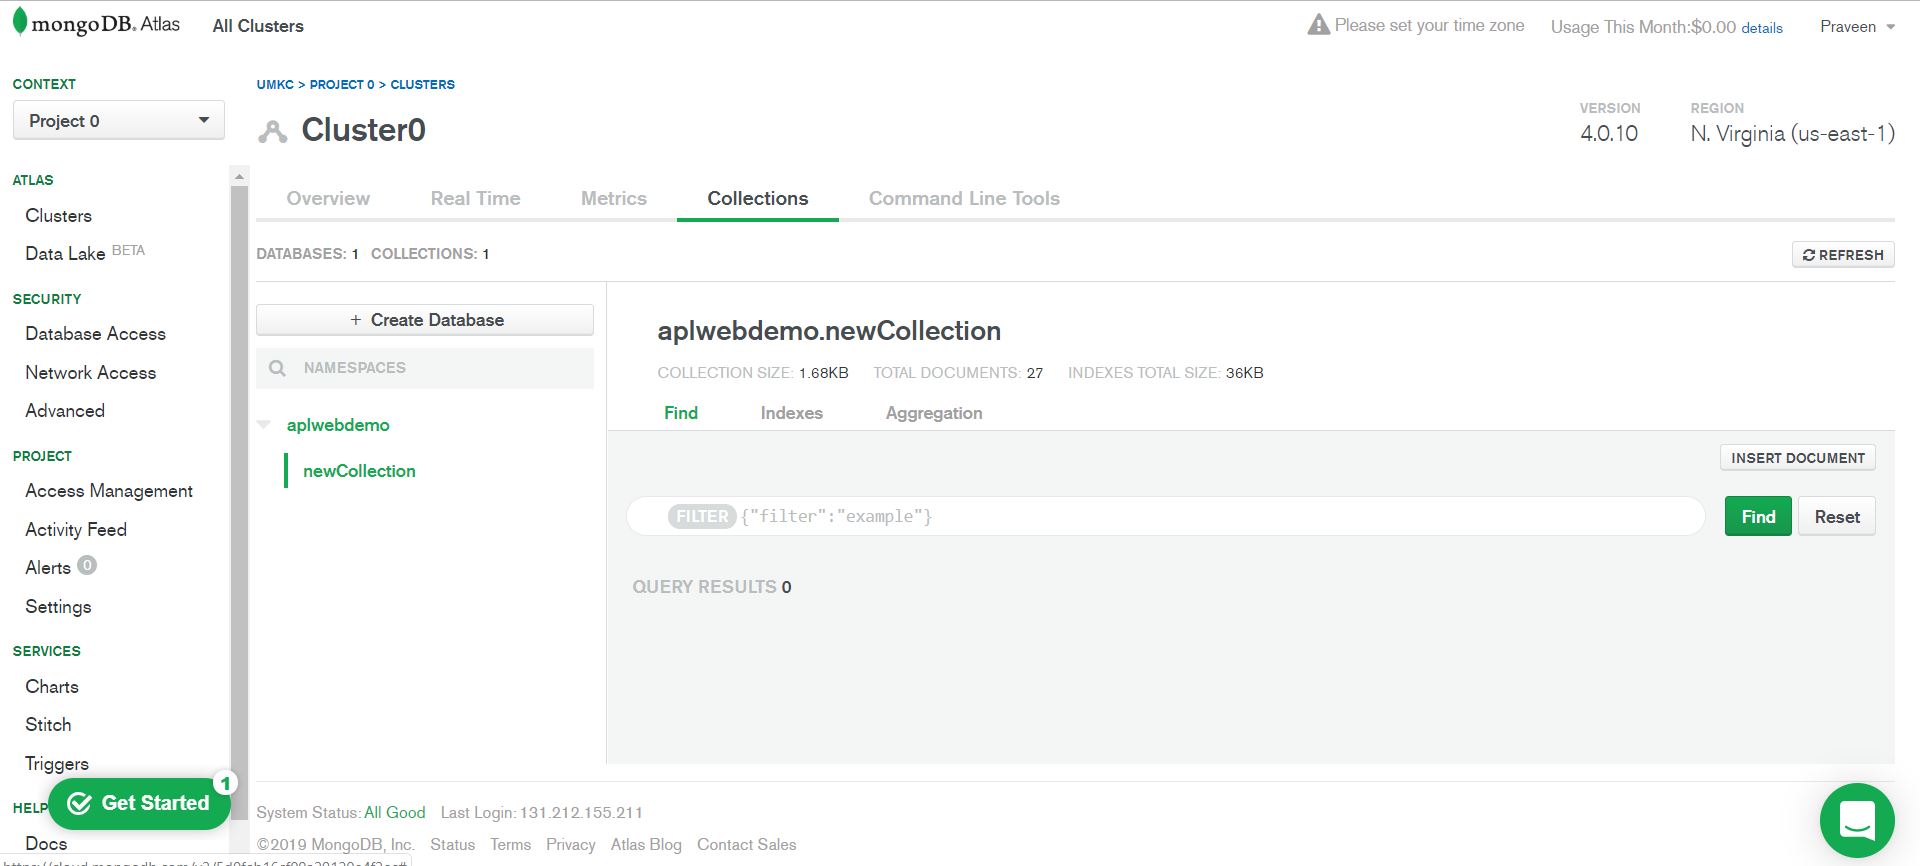 mongoDB. Atlas All Clusters Please set your time zone Usage This Month:$0.00 details Praveen
CONTEXT
Project 0
ATLAS
Clusters
Data Lake BETA
SECURITY
Database Access
Network Access
Advanced
PROJECT
Access Management
Activity Feed
Alerts 0
Settings
SERVICES
Charts
Stitch
Triggers
HELP
Get Started 1
Docs
UMKC > PROJECT 0 > CLUSTERS
Cluster0
VERSION
4.0.10
REGION
N. Virginia (us-east-1)
Overview Real Time Metrics Collections Command Line Tools
DATABASES: 1 COLLECTIONS: 1 REFRESH
+ Create Database
NAMESPACES
aplwebdemo
newCollection
aplwebdemo.newCollection
COLLECTION SIZE: 1.68KB TOTAL DOCUMENTS: 27 INDEXES TOTAL SIZE: 36KB
Find Indexes Aggregation
INSERT DOCUMENT
FILTER {"filter":"example"} Find Reset
QUERY RESULTS 0
System Status: All Good Last Login: 131.212.155.211
©2019 MongoDB, Inc. Status Terms Privacy Atlas Blog Contact Sales